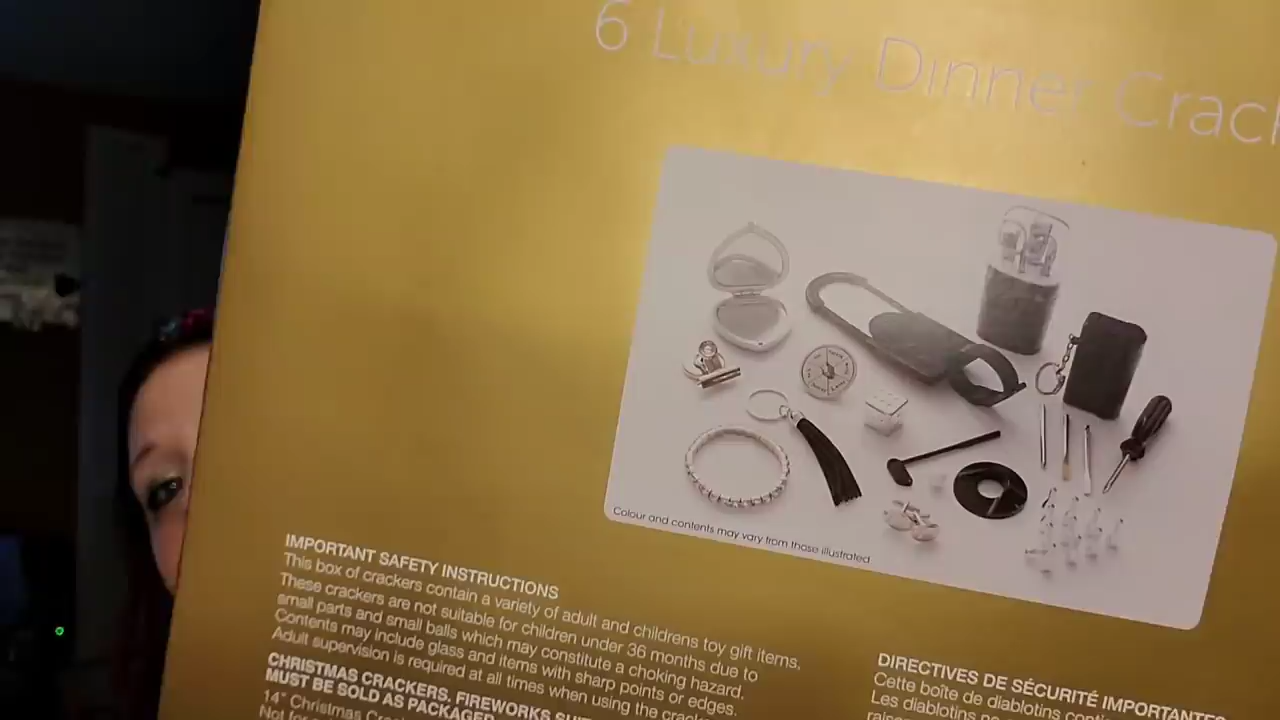 6 Luxury Dinner Crack
Colour and contents may vary from those illustrated
IMPORTANT SAFETY INSTRUCTIONS
This box of crackers contain a variety of adult and childrens toy gift items,
These crackers are not suitable for children under 36 months due to
small parts and small balls which may constitute a choking hazard.
Contents may include glass and items with sharp points or edges.
Adult supervision is required at all times when using the
CHRISTMAS CRACKERS, FIREWORKS
MUST BE SOLD AS PACKAGED
14" Christmas
Not for
DIRECTIVES DE SÉCURITÉ IMPORTANTES
Cette boîte de diablotins
Les diablotins